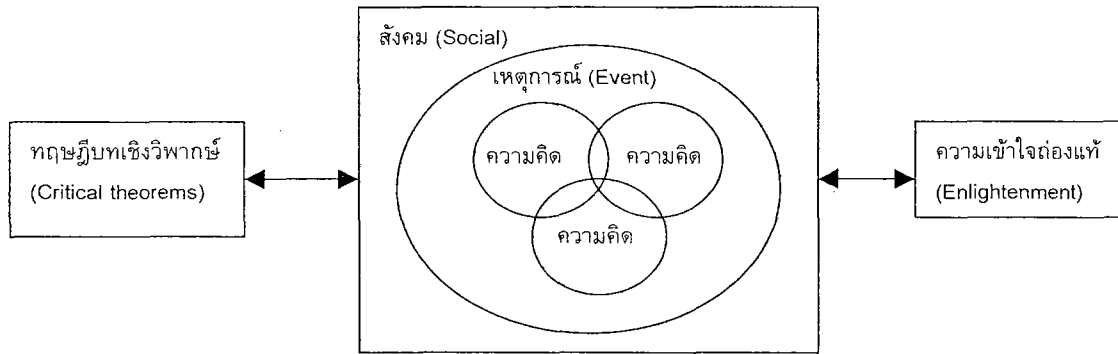 สังคม (Social)
เหตุการณ์ (Event)
ความคิด
ความคิด
ความคิด
ทฤษฎีบทเชิงวิพากษ์
(Critical theorems)
ความเข้าใจถ่องแท้
(Enlightenment)